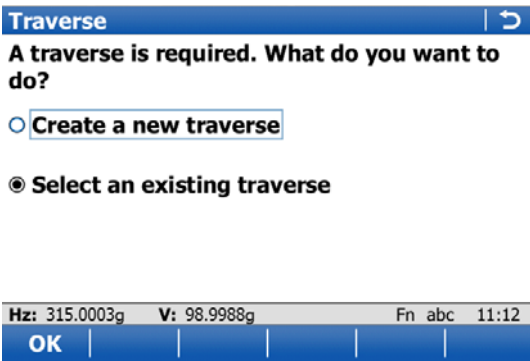 Traverse
A traverse is required. What do you want to
do?
Create a new traverse
Select an existing traverse
Hz: 315.0003g V: 98.9988g Fn abc 11:12
OK